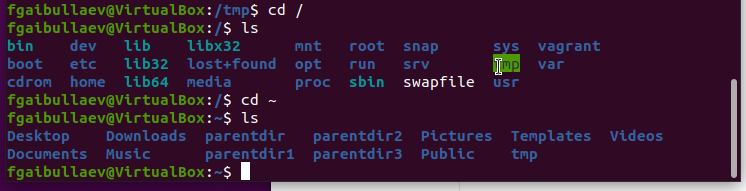 fgaibullaev@VirtualBox:/tmp$ cd /
fgaibullaev@VirtualBox:/$ ls
bin dev lib libx32 mnt root snap sys vagrant
boot etc lib32 lost+found opt run srv tmp var
cdrom home lib64 media proc sbin swapfile usr
fgaibullaev@VirtualBox:/$ cd ~
fgaibullaev@VirtualBox:~$ ls
Desktop Downloads parentdir parentdir2 Pictures Templates Videos
Documents Music parentdir1 parentdir3 Public tmp
fgaibullaev@VirtualBox:~$